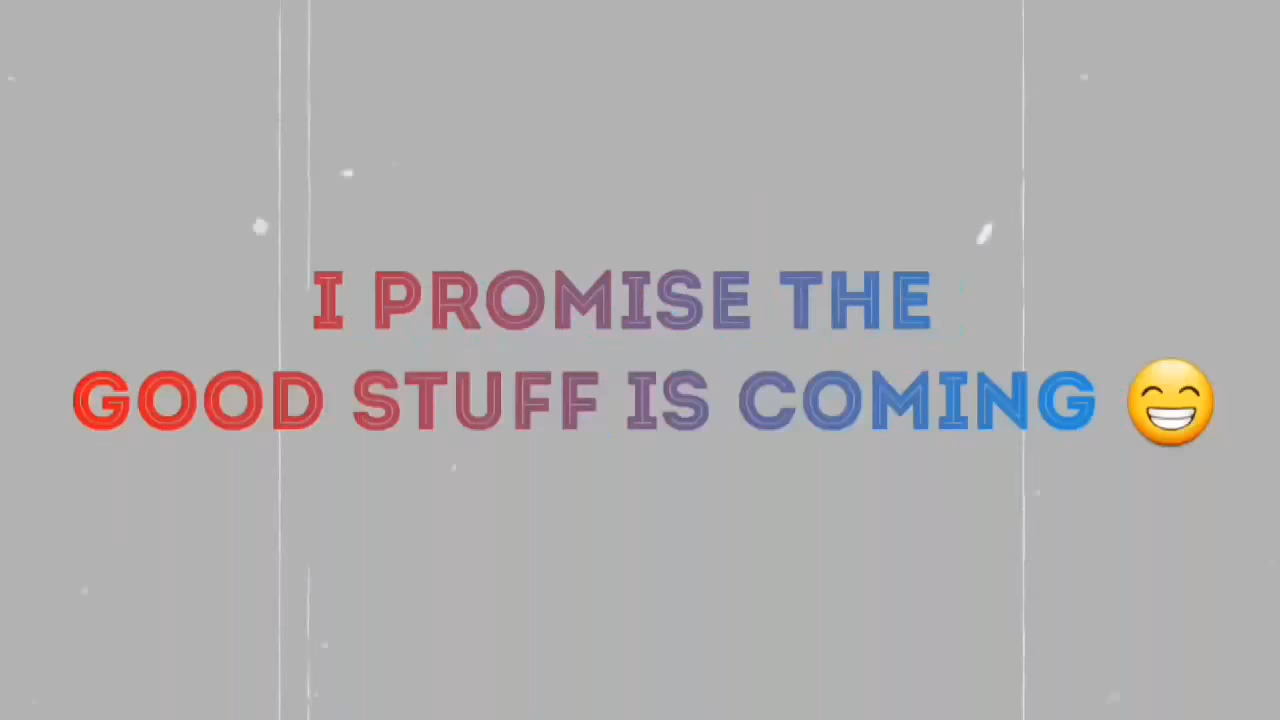 I PROMISE THE
GOOD STUFF IS COMING 😁